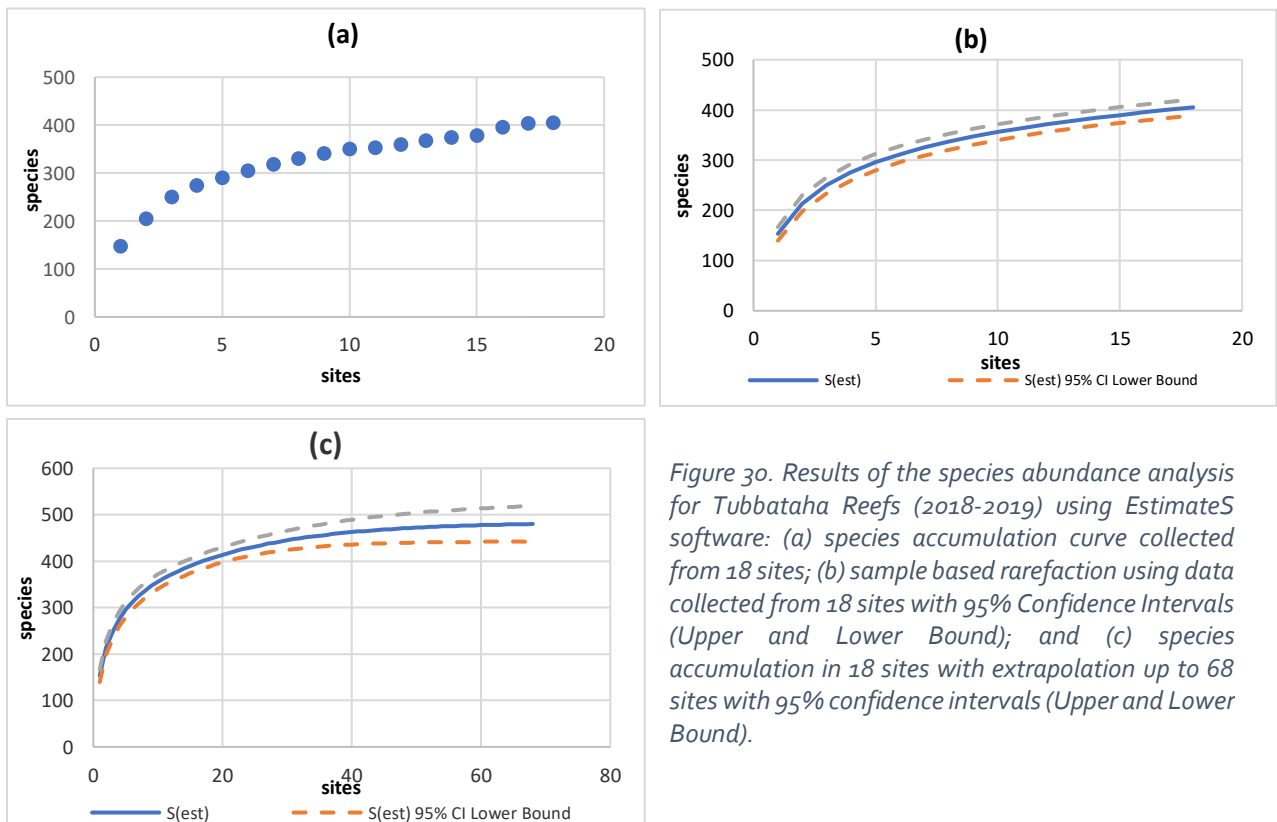 (a)
500
400
300
200
100
0
species
0 5 10 15 20
sites
(b)
500
400
300
200
100
0
species
0 5 10 15 20
sites
S(est) S(est) 95% CI Lower Bound
(c)
600
500
400
300
200
100
0
species
0 20 40 60 80
sites
S(est) S(est) 95% CI Lower Bound
Figure 30. Results of the species abundance analysis
for Tubbataha Reefs (2018-2019) using EstimateS
software: (a) species accumulation curve collected
from 18 sites; (b) sample based rarefaction using data
collected from 18 sites with 95% Confidence Intervals
(Upper and Lower Bound); and (c) species
accumulation in 18 sites with extrapolation up to 68
sites with 95% confidence intervals (Upper and Lower
Bound).